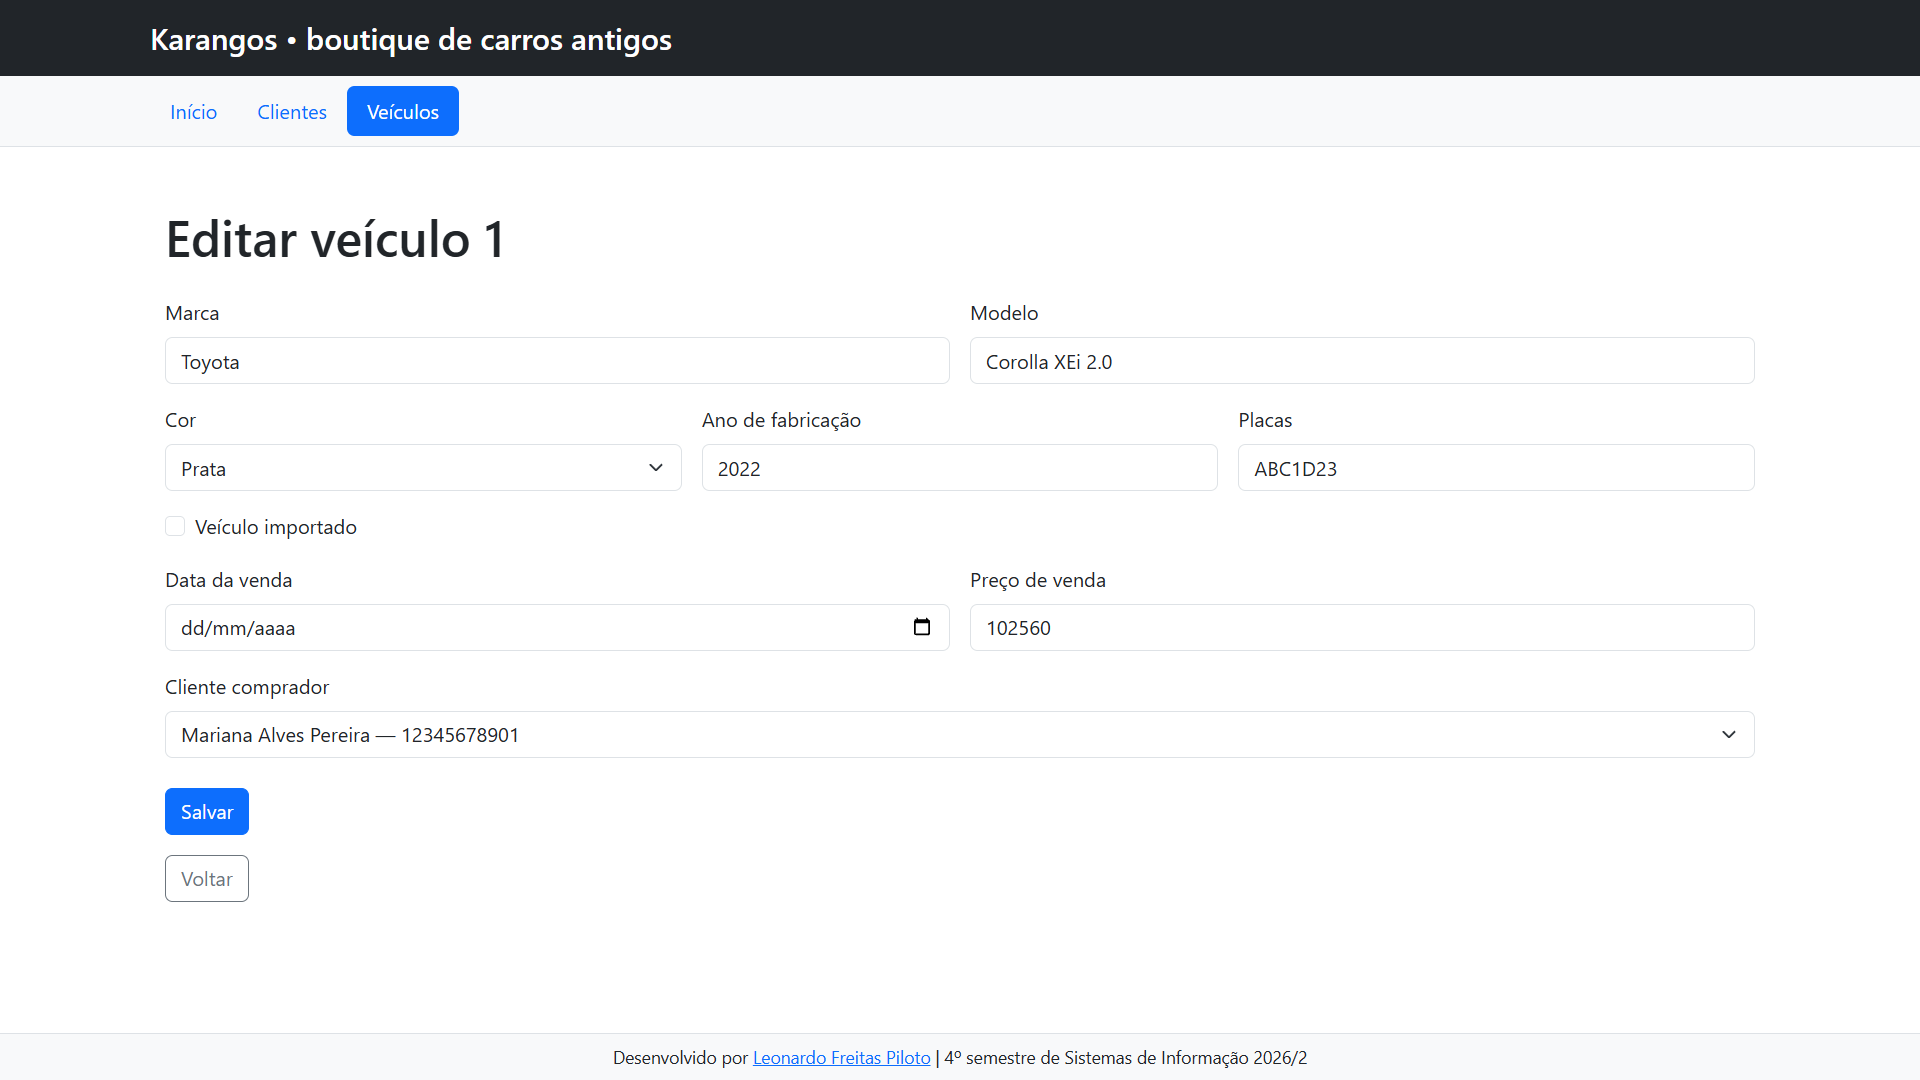 Karangos • boutique de carros antigos
Início Clientes Veículos
Editar veículo 1
Marca Modelo
Toyota Corolla XEi 2.0
Cor Ano de fabricação Placas
Prata 2022 ABC1D23
Veículo importado
Data da venda Preço de venda
dd/mm/aaaa 102560
Cliente comprador
Mariana Alves Pereira — 12345678901
Salvar
Voltar
Desenvolvido por Leonardo Freitas Piloto | 4º semestre de Sistemas de Informação 2026/2